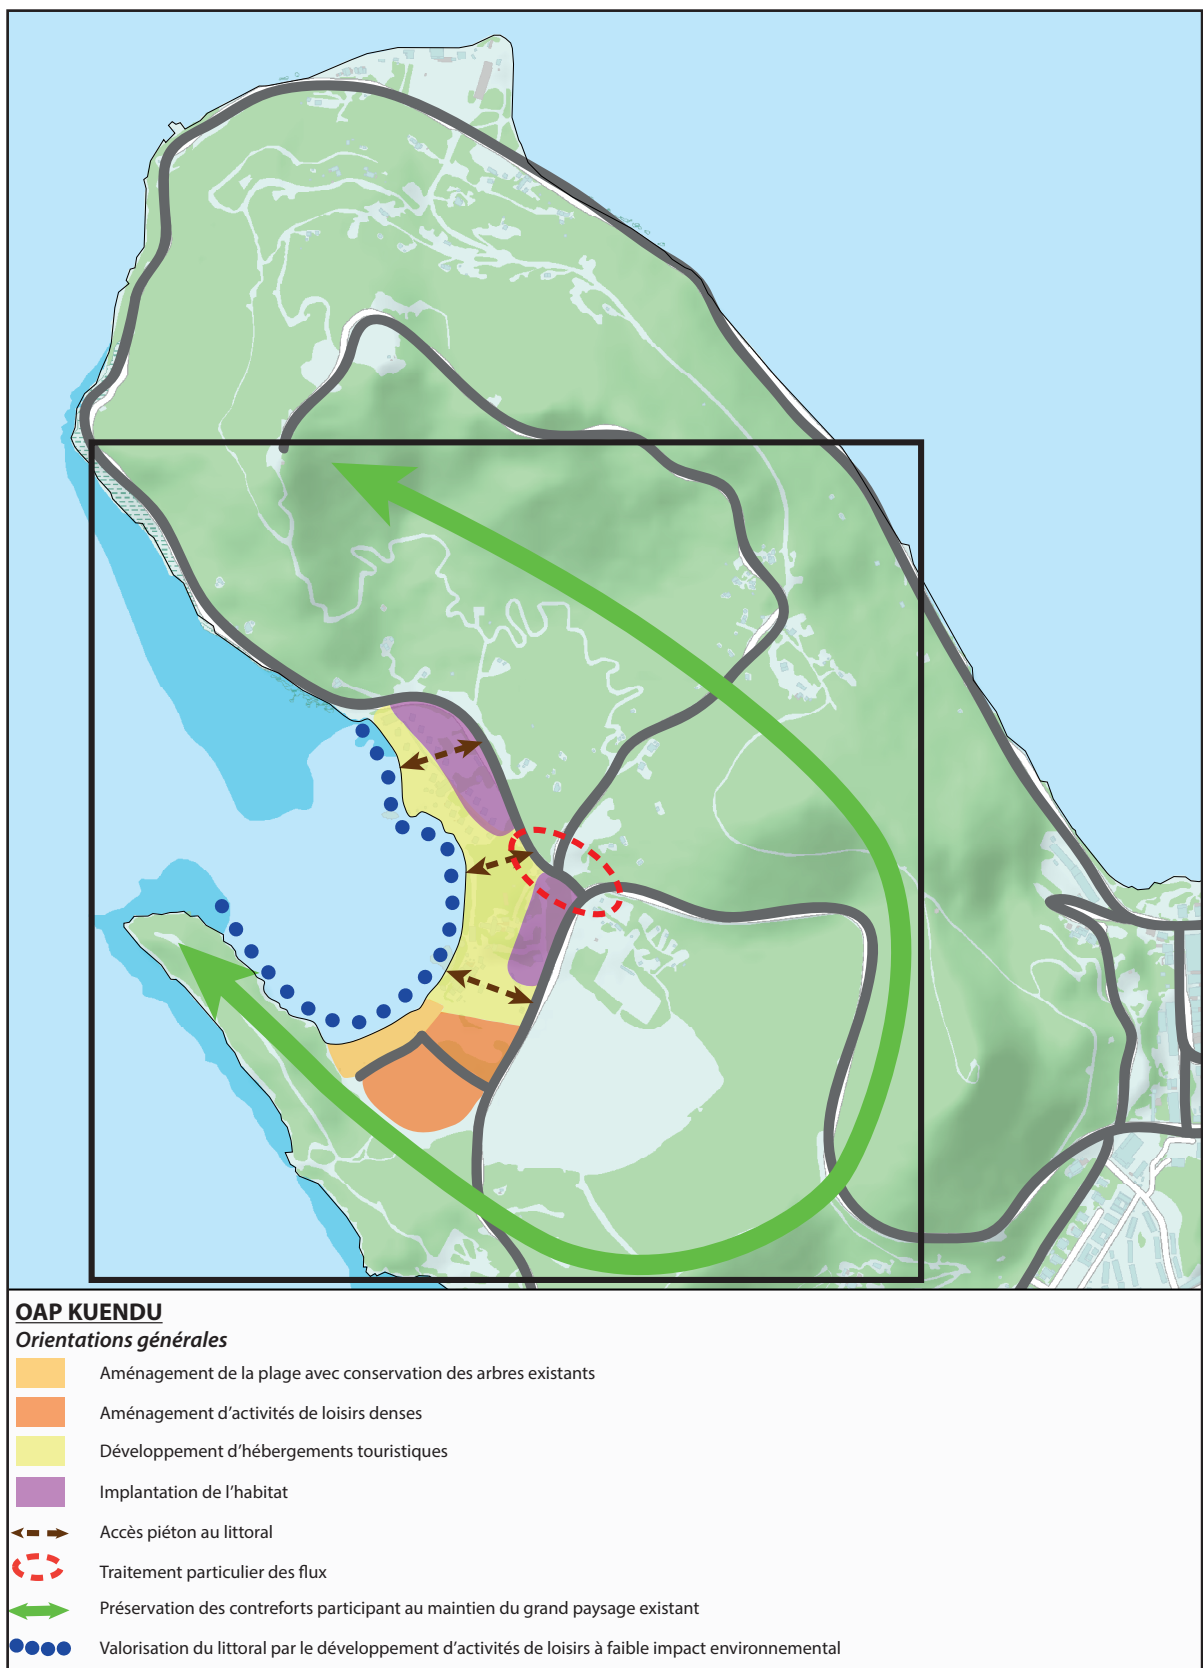 OAP KUENDU
Orientations générales
Aménagement de la plage avec conservation des arbres existants
Aménagement d'activités de loisirs denses
Développement d'hébergements touristiques
Implantation de l'habitat
Accès piéton au littoral
Traitement particulier des flux
Préservation des contreforts participant au maintien du grand paysage existant
Valorisation du littoral par le développement d'activités de loisirs à faible impact environnemental